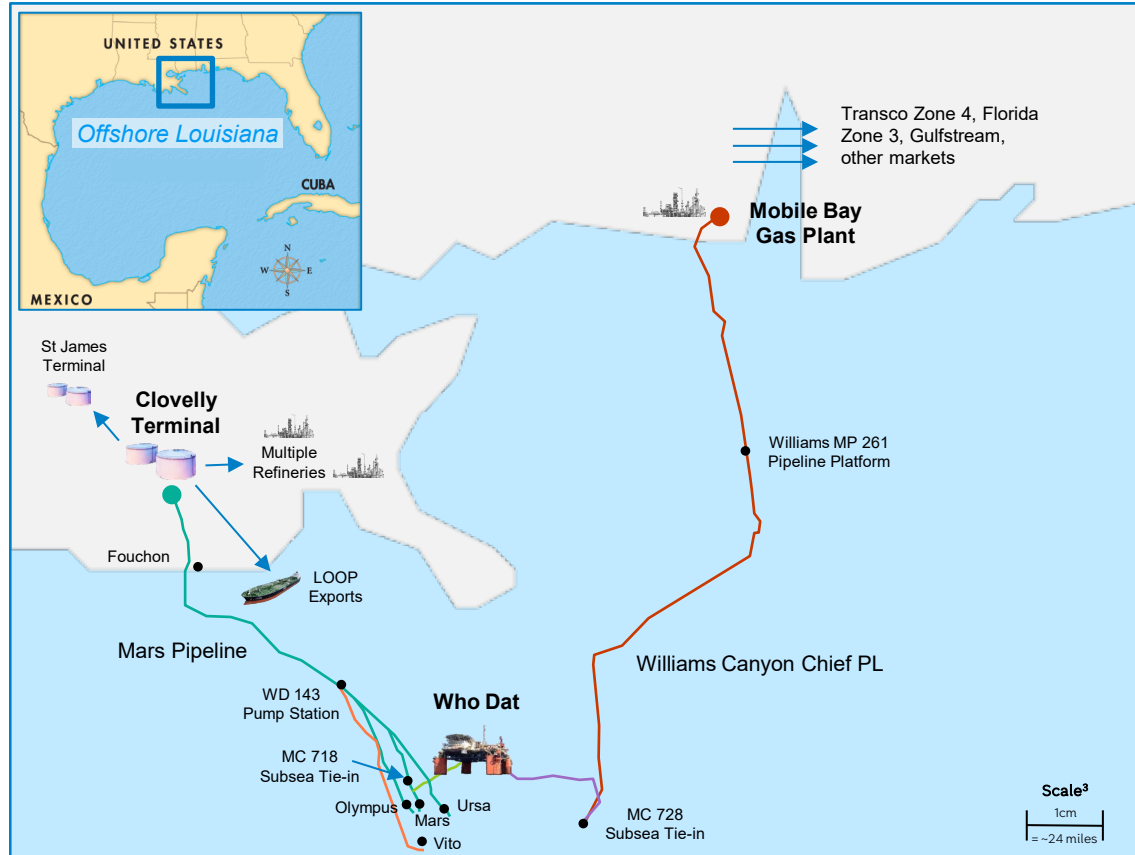 UNITED STATES
Offshore Louisiana
CUBA
N
W
E
S
MEXICO
Transco Zone 4, Florida
Zone 3, Gulfstream,
other markets
Mobile Bay
Gas Plant
St James
Terminal
Clovelly
Terminal
Multiple
Refineries
Williams MP 261
Pipeline Platform
Fouchon
LOOP
Exports
Mars Pipeline
Williams Canyon Chief PL
WD 143
Pump Station
Who Dat
MC 718
Subsea Tie-in
Olympus
Mars
Ursa
Vito
MC 728
Subsea Tie-in
Scale³
1cm
= ~24 miles